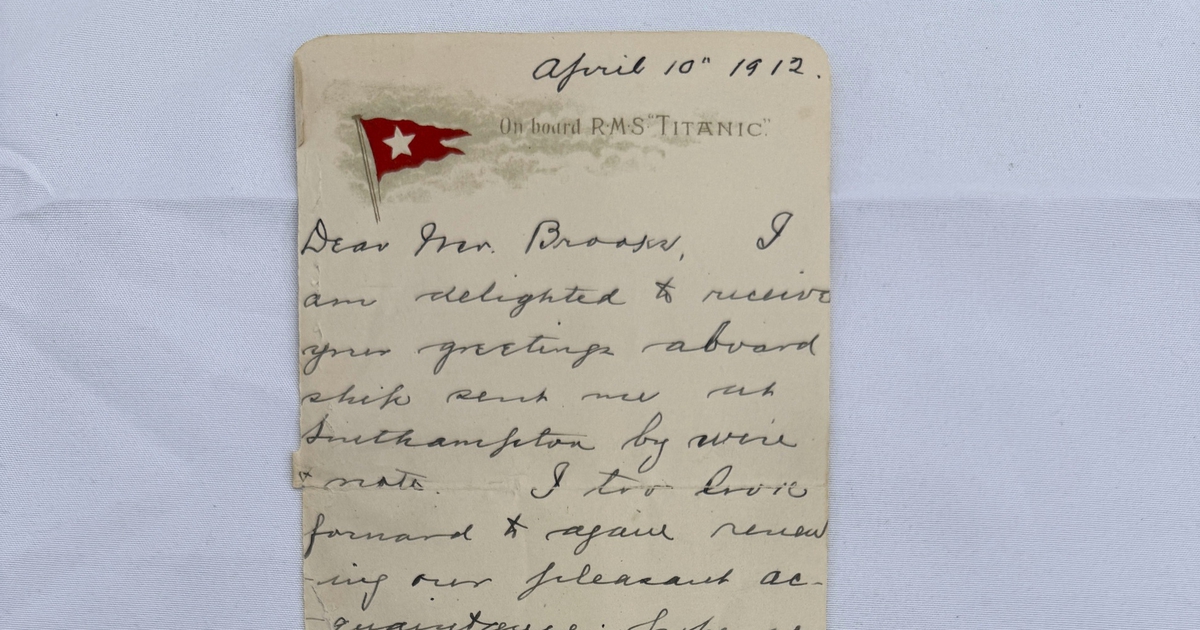 April 10" 1912.
On board R·M·S "TITANIC".
Dear Mr. Brooks, I
am delighted to receive
your greetings aboard
ship sent me at
Southampton by wire
& note. I too look
forward to again renew
-ing our pleasant ac-
quaintance.